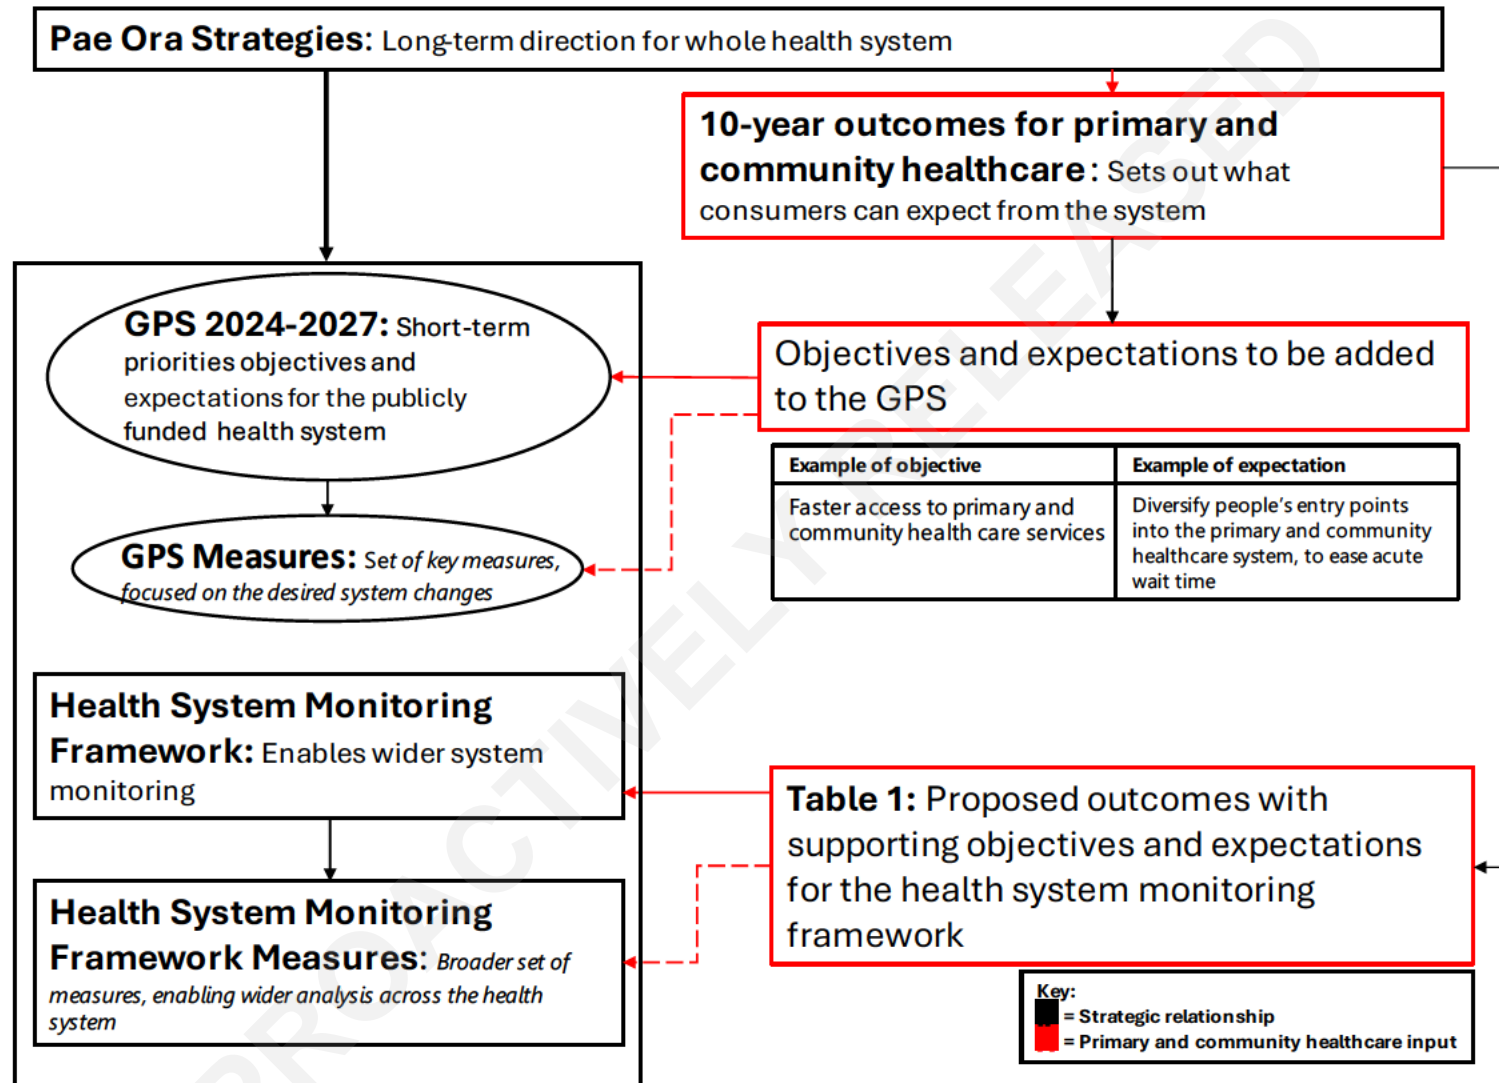 Pae Ora Strategies: Long-term direction for whole health system
10-year outcomes for primary and
community healthcare: Sets out what
consumers can expect from the system
GPS 2024-2027: Short-term
priorities objectives and
expectations for the publicly
funded health system
Objectives and expectations to be added
to the GPS
Example of objective
Faster access to primary and
community health care services
Example of expectation
Diversify people's entry points
into the primary and community
healthcare system, to ease acute
wait time
GPS Measures: Set of key measures,
focused on the desired system changes
Health System Monitoring
Framework: Enables wider system
monitoring
Table 1: Proposed outcomes with
supporting objectives and expectations
for the health system monitoring
framework
Health System Monitoring
Framework Measures: Broader set of
measures, enabling wider analysis across the health
system
Key:
= Strategic relationship
= Primary and community healthcare input
PROACTIVELY RELEASED